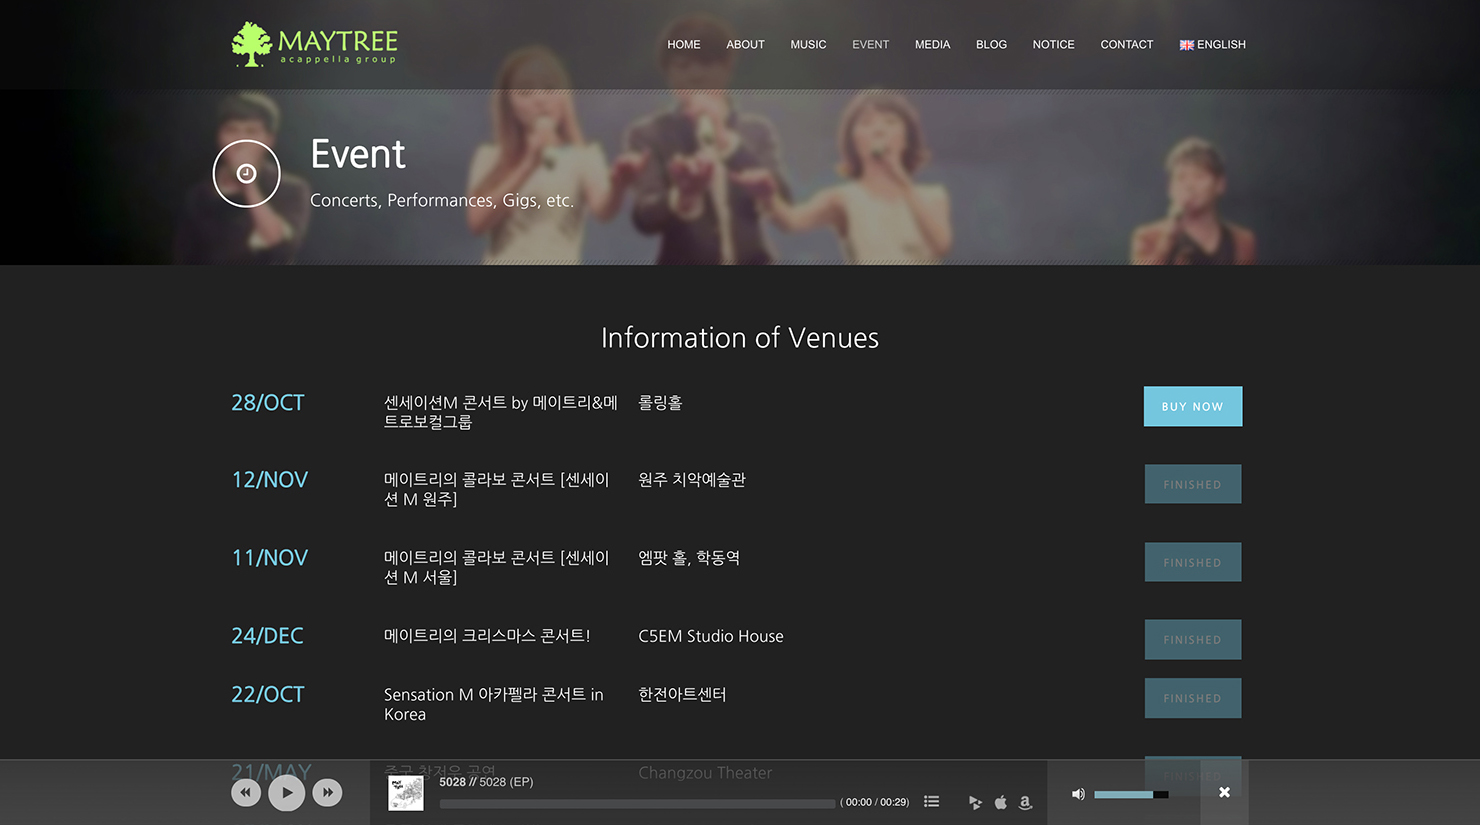 MAYTREE
acappella group
HOME ABOUT MUSIC EVENT MEDIA BLOG NOTICE CONTACT ENGLISH
Event
Concerts, Performances, Gigs, etc.
Information of Venues
28/OCT 센세이션M 콘서트 by 메이트리&메 롤링홀 BUY NOW
트로보컬그룹
12/NOV 메이트리의 콜라보 콘서트 [센세이 원주 치악예술관 FINISHED
션 M 원주]
11/NOV 메이트리의 콜라보 콘서트 [센세이 엠팟 홀, 학동역 FINISHED
션 M 서울]
24/DEC 메이트리의 크리스마스 콘서트! C5EM Studio House FINISHED
22/OCT Sensation M 아카펠라 콘서트 in 한전아트센터 FINISHED
Korea
21/MAY 중국 창저우 공연 Changzou Theater
5028 // 5028 (EP)
( 00:00 / 00:29)